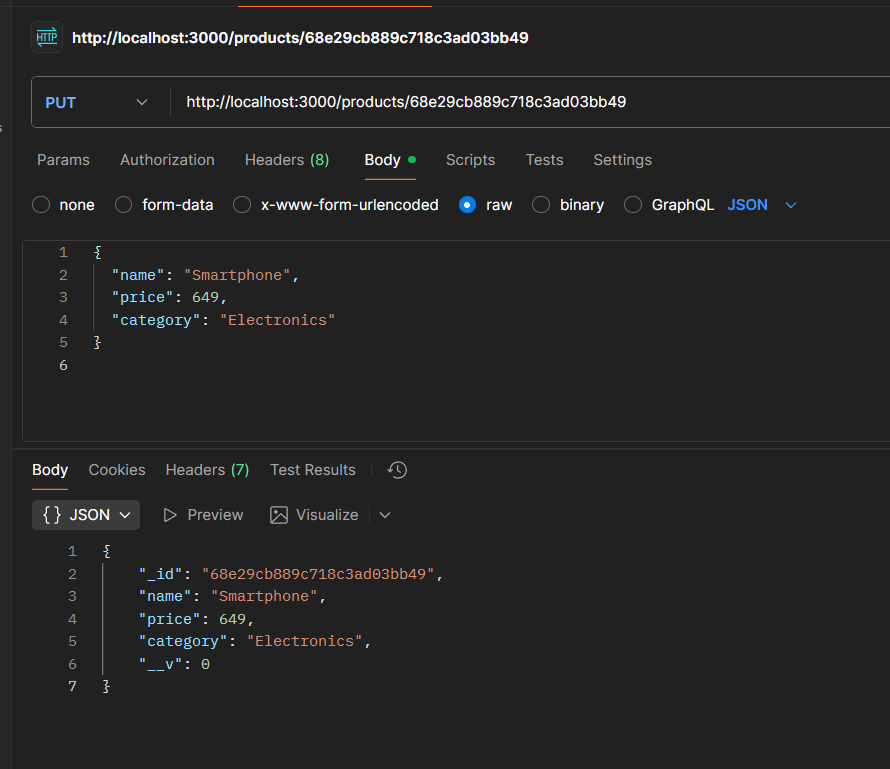 HTTP http://localhost:3000/products/68e29cb889c718c3ad03bb49
PUT http://localhost:3000/products/68e29cb889c718c3ad03bb49
Params Authorization Headers (8) Body Scripts Tests Settings
none form-data x-www-form-urlencoded raw binary GraphQL JSON
1 {
2 "name": "Smartphone",
3 "price": 649,
4 "category": "Electronics"
5 }
6
Body Cookies Headers (7) Test Results
{} JSON Preview Visualize
1 {
2 "_id": "68e29cb889c718c3ad03bb49",
3 "name": "Smartphone",
4 "price": 649,
5 "category": "Electronics",
6 "__v": 0
7 }